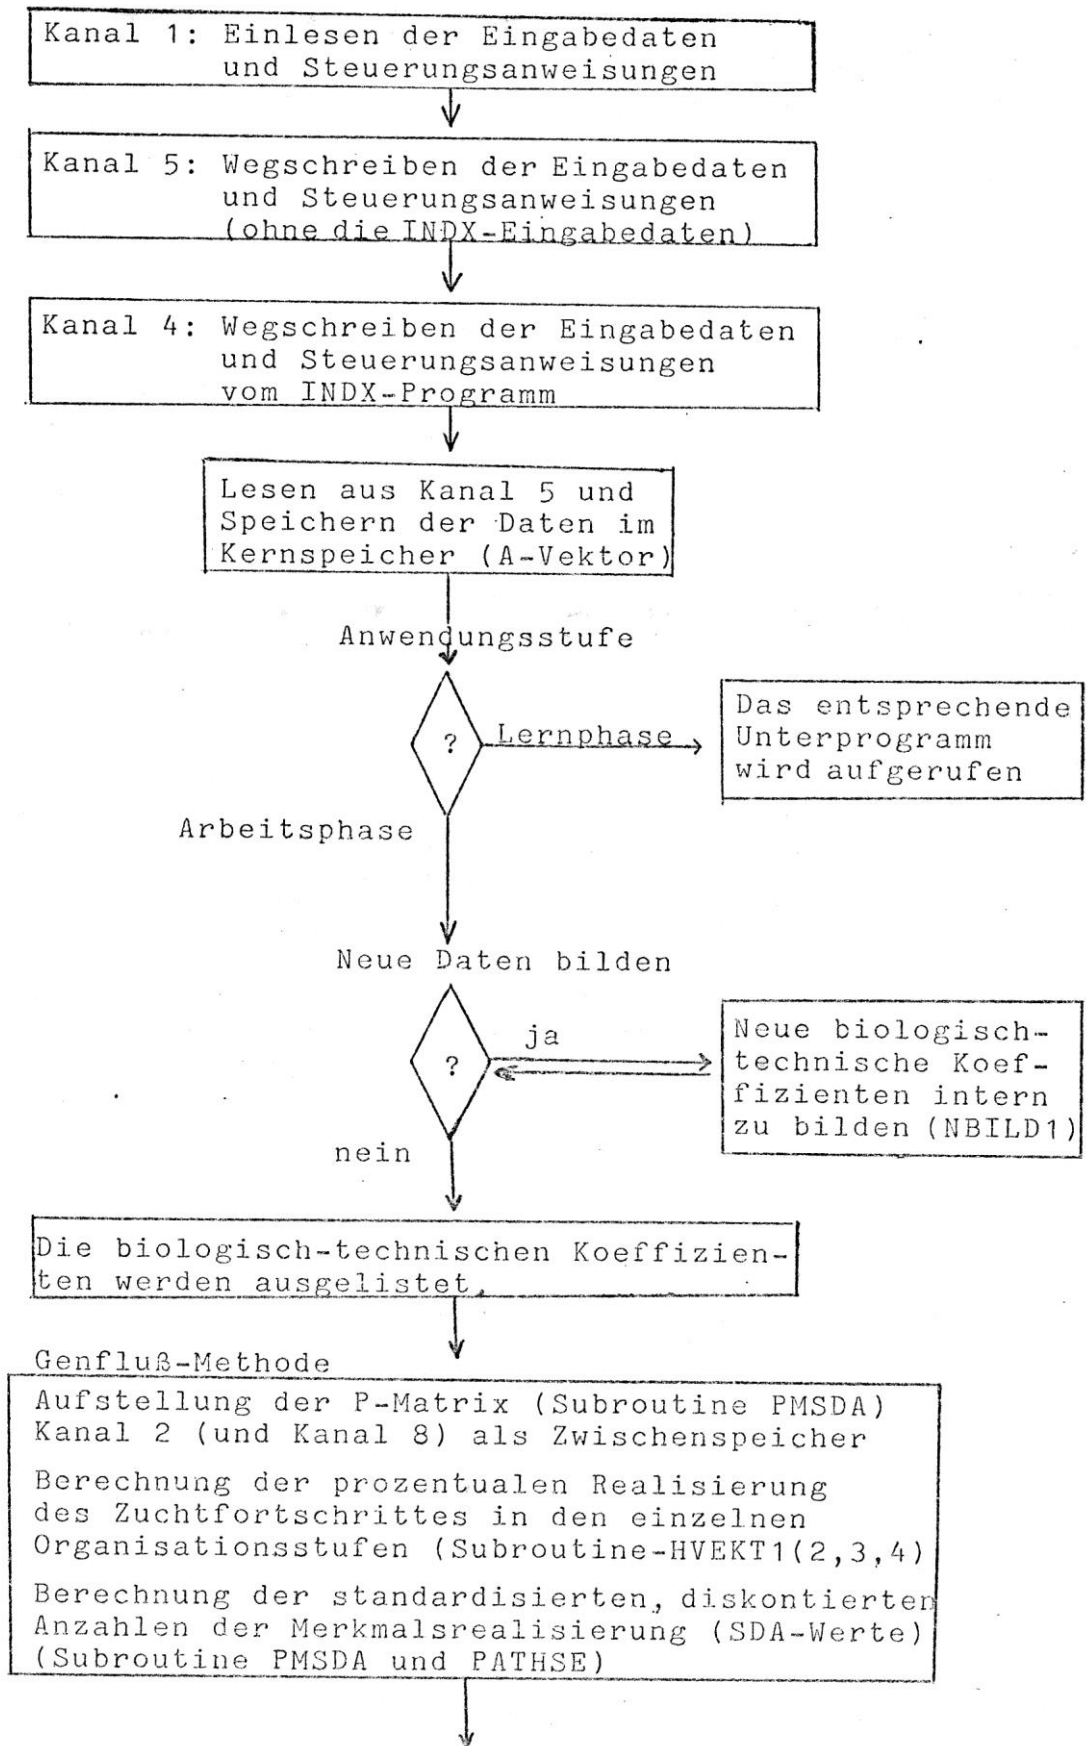 Kanal 1: Einlesen der Eingabedaten
und Steuerungsanweisungen
Kanal 5: Wegschreiben der Eingabedaten
und Steuerungsanweisungen
(ohne die INDX-Eingabedaten)
Kanal 4: Wegschreiben der Eingabedaten
und Steuerungsanweisungen
vom INDX-Programm
Lesen aus Kanal 5 und
Speichern der Daten im
Kernspeicher (A-Vektor)
Anwendungsstufe
? Lernphase
Das entsprechende
Unterprogramm
wird aufgerufen
Arbeitsphase
Neue Daten bilden
? ja
Neue biologisch-
technische Koef-
fizienten intern
zu bilden (NBILD1)
nein
Die biologisch-technischen Koeffizien-
ten werden ausgelistet.
Genfluß-Methode
Aufstellung der P-Matrix (Subroutine PMSDA)
Kanal 2 (und Kanal 8) als Zwischenspeicher
Berechnung der prozentualen Realisierung
des Zuchtfortschrittes in den einzelnen
Organisationsstufen (Subroutine-HVEKT1(2,3,4)
Berechnung der standardisierten, diskontierten
Anzahlen der Merkmalsrealisierung (SDA-Werte)
(Subroutine PMSDA und PATHSE)